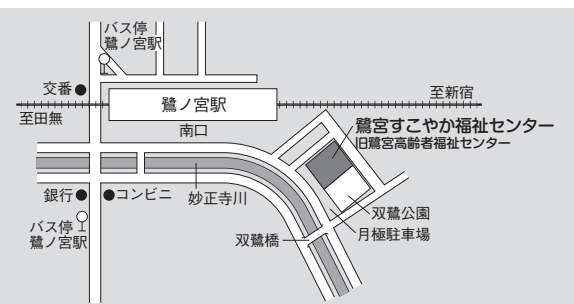 バス停
鷺ノ宮駅
交番
至新宿
鷺ノ宮駅
至田無
南口
鷺宮すこやか福祉センター
旧鷺宮高齢者福祉センター
銀行
コンビニ
妙正寺川
双鷺公園
バス停
鷺ノ宮駅
月極駐車場
双鷺橋